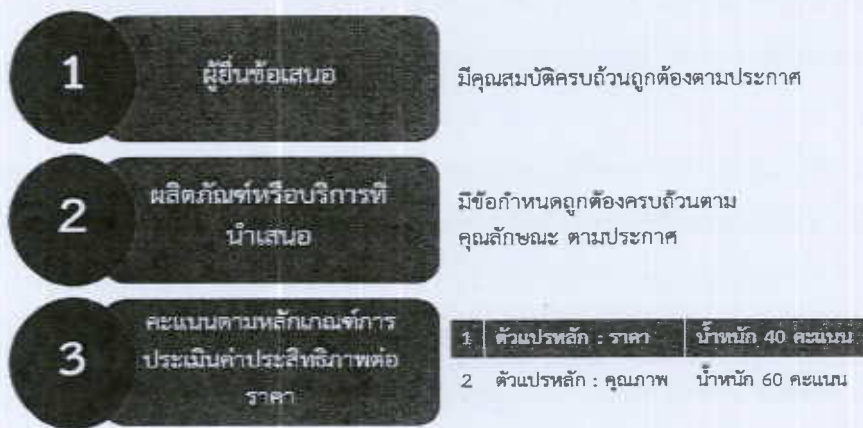 1
ผู้ยื่นข้อเสนอ
มีคุณสมบัติครบถ้วนถูกต้องตามประกาศ
2
ผลิตภัณฑ์หรือบริการที่
นำเสนอ
มีข้อกำหนดถูกต้องครบถ้วนตาม
คุณลักษณะ ตามประกาศ
3
คะแนนตามหลักเกณฑ์การ
ประเมินค่าประสิทธิภาพต่อ
ราคา
1 ตัวแปรหลัก : ราคา น้ำหนัก 40 คะแนน
2 ตัวแปรหลัก : คุณภาพ น้ำหนัก 60 คะแนน